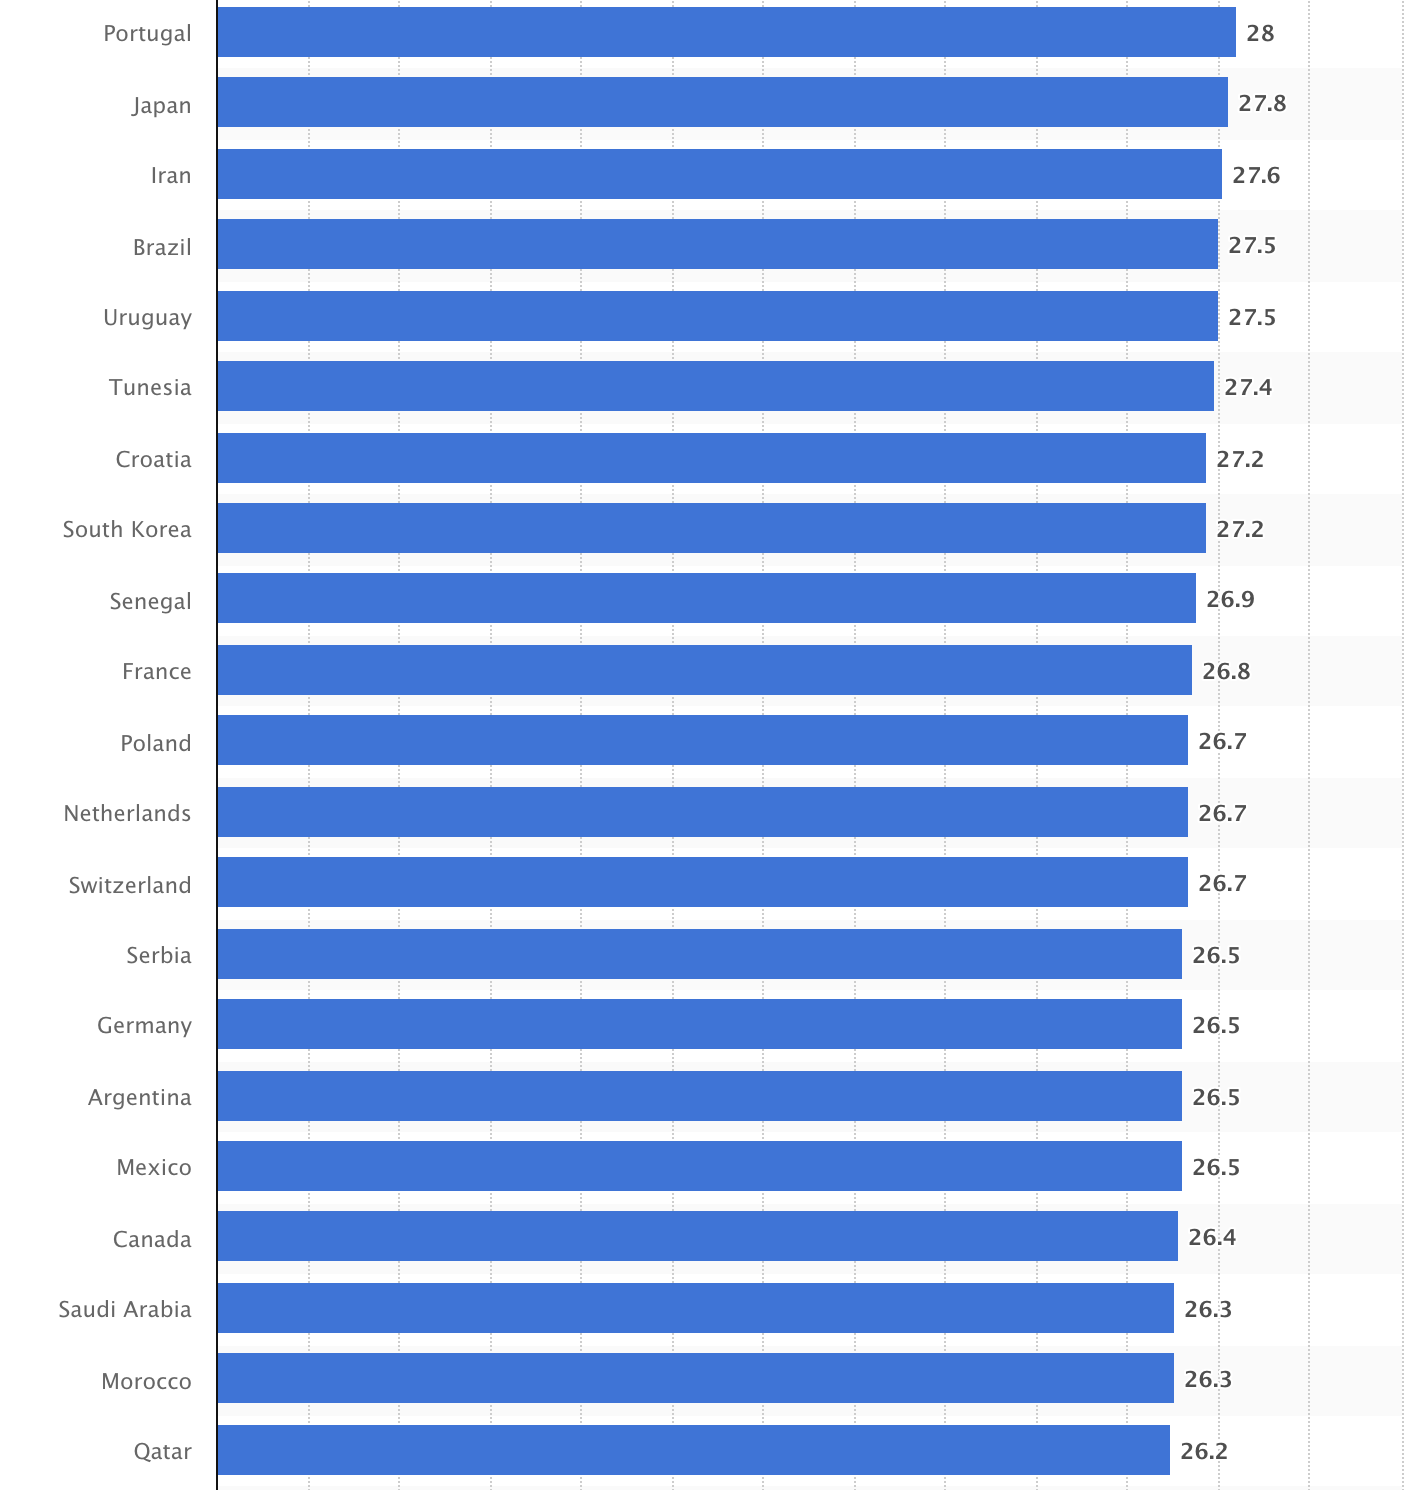 Portugal 28
Japan 27.8
Iran 27.6
Brazil 27.5
Uruguay 27.5
Tunesia 27.4
Croatia 27.2
South Korea 27.2
Senegal 26.9
France 26.8
Poland 26.7
Netherlands 26.7
Switzerland 26.7
Serbia 26.5
Germany 26.5
Argentina 26.5
Mexico 26.5
Canada 26.4
Saudi Arabia 26.3
Morocco 26.3
Qatar 26.2